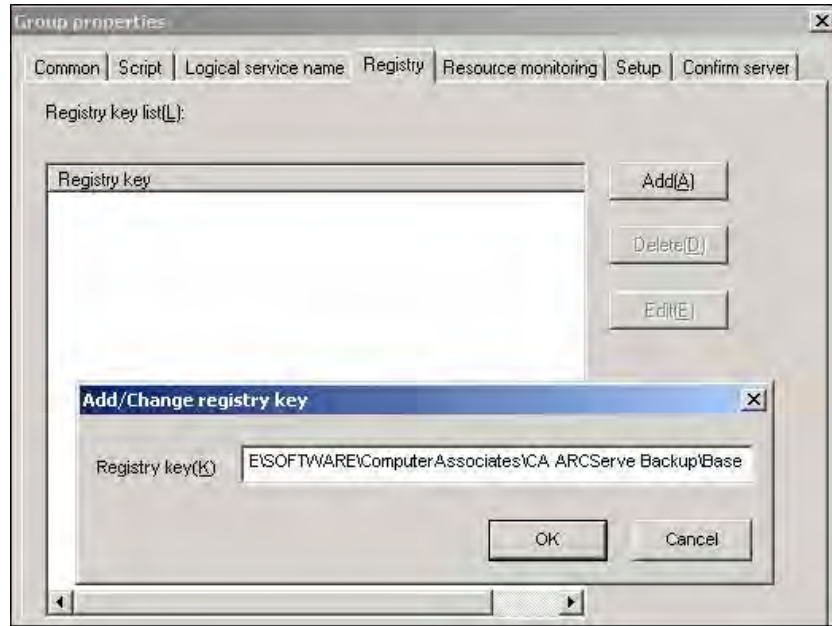 Group properties
Common Script Logical service name Registry Resource monitoring Setup Confirm server
Registry key list(L):
Registry key
Add(A)
Delete(D)
Edit(E)
Add/Change registry key
Registry key(K) E\SOFTWARE\ComputerAssociates\CA ARCServe Backup\Base
OK Cancel